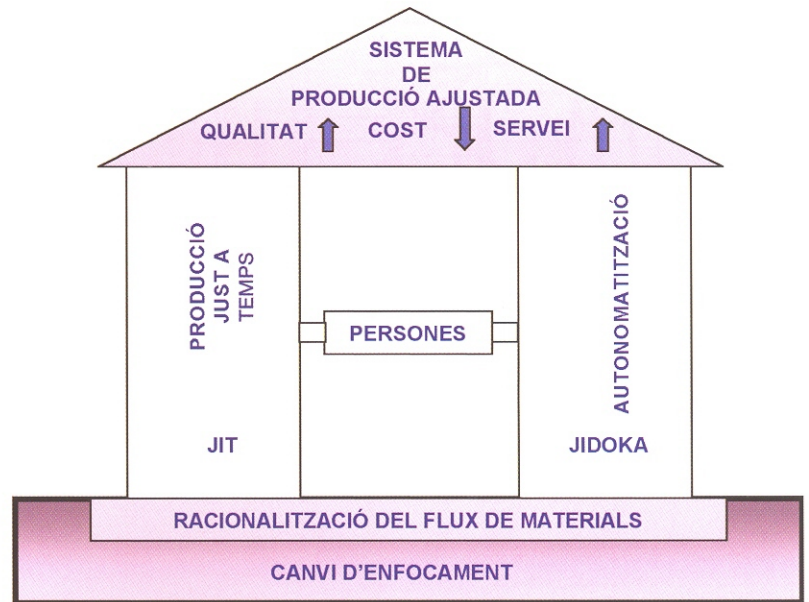 SISTEMA
DE
PRODUCCIÓ AJUSTADA
QUALITAT COST SERVEI
PRODUCCIÓ
JUST A
TEMPS
JIT
PERSONES
AUTONOMATITZACIÓ
JIDOKA
RACIONALITZACIÓ DEL FLUX DE MATERIALS
CANVI D'ENFOCAMENT